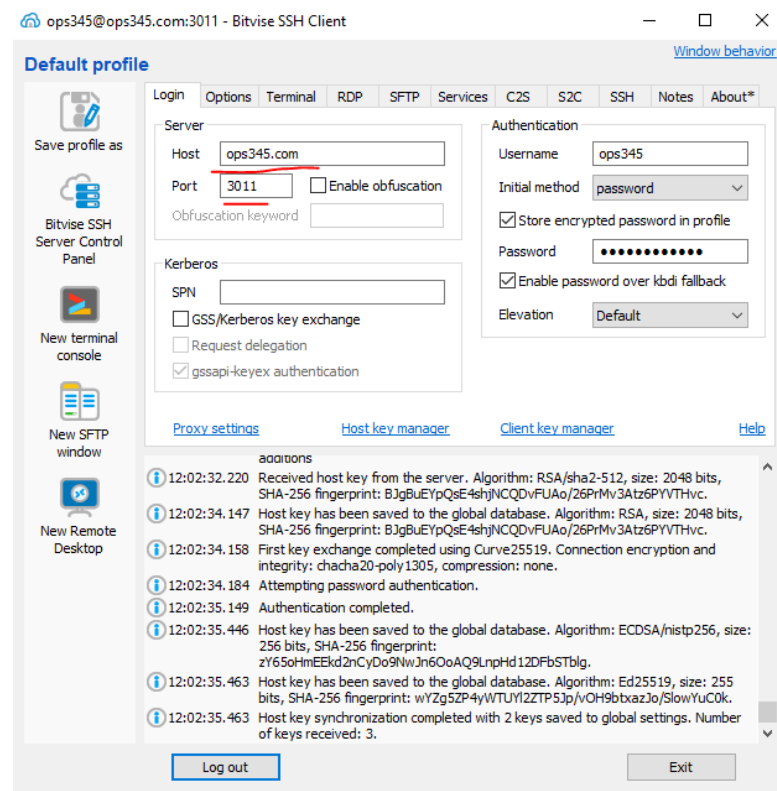 ops345@ops345.com:3011 - Bitvise SSH Client
Window behavior
Default profile
Save profile as
Bitvise SSH
Server Control
Panel
New terminal
console
New SFTP
window
New Remote
Desktop
Login Options Terminal RDP SFTP Services C2S S2C SSH Notes About*
Server
Host ops345.com
Port 3011 Enable obfuscation
Obfuscation keyword
Kerberos
SPN
GSS/Kerberos key exchange
Request delegation
gssapi-keyex authentication
Authentication
Username ops345
Initial method password
Store encrypted password in profile
Password ••••••••••••
Enable password over kbdi fallback
Elevation Default
Proxy settings Host key manager Client key manager Help
additions
12:02:32.220 Received host key from the server. Algorithm: RSA/sha2-512, size: 2048 bits,
SHA-256 fingerprint: BJgBuEYpQsE4shjNCQDvFUAo/26PrMv3Atz6PYVTHvc.
12:02:34.147 Host key has been saved to the global database. Algorithm: RSA, size: 2048 bits,
SHA-256 fingerprint: BJgBuEYpQsE4shjNCQDvFUAo/26PrMv3Atz6PYVTHvc.
12:02:34.158 First key exchange completed using Curve25519. Connection encryption and
integrity: chacha20-poly1305, compression: none.
12:02:34.184 Attempting password authentication.
12:02:35.149 Authentication completed.
12:02:35.446 Host key has been saved to the global database. Algorithm: ECDSA/nistp256, size:
256 bits, SHA-256 fingerprint:
zY65oHmEEkd2nCyDo9NwJn6OoAQ9LnpHd12DFbSTblg.
12:02:35.463 Host key has been saved to the global database. Algorithm: Ed25519, size: 255
bits, SHA-256 fingerprint: wYZg5ZP4yWTUYl2ZTP5Jp/vOH9btxazJo/SlowYuC0k.
12:02:35.463 Host key synchronization completed with 2 keys saved to global settings. Number
of keys received: 3.
Log out Exit